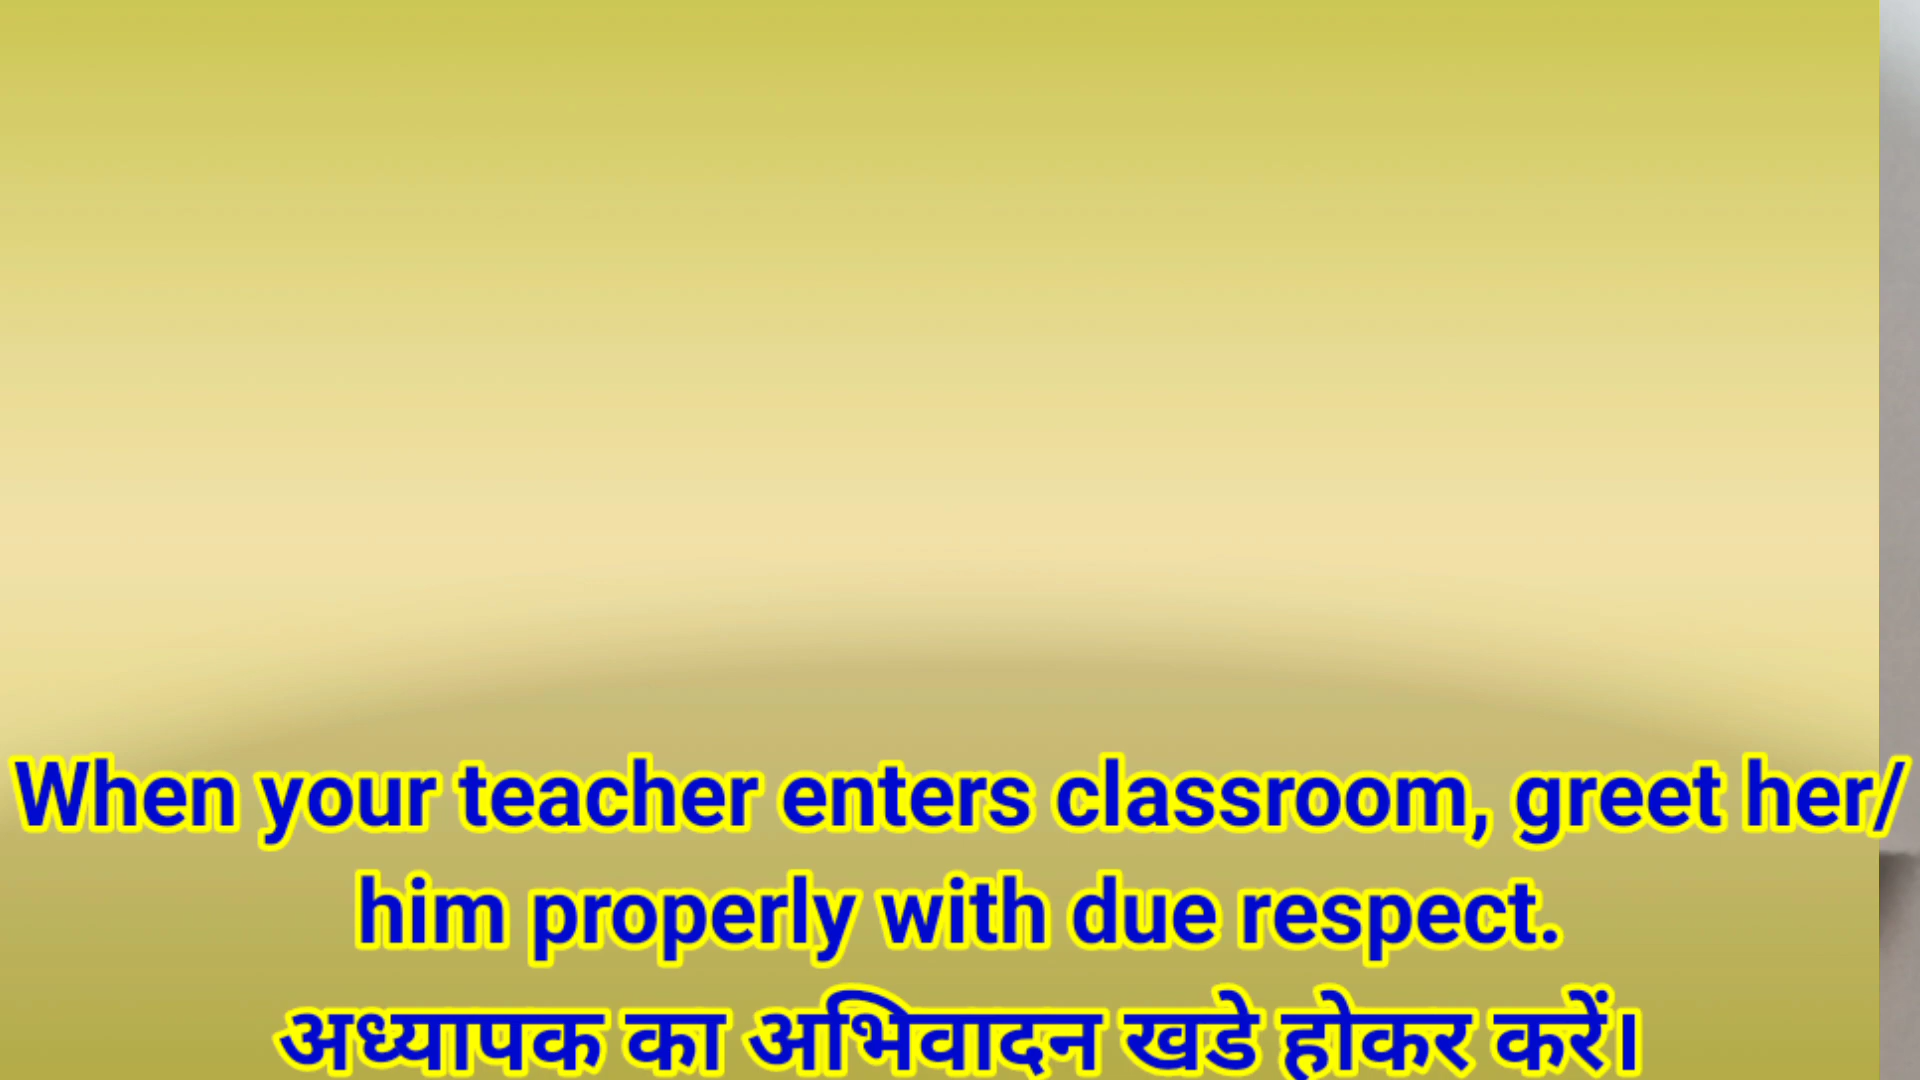 When your teacher enters classroom, greet her/
him properly with due respect.
अध्यापक का अभिवादन खडे होकर करें।